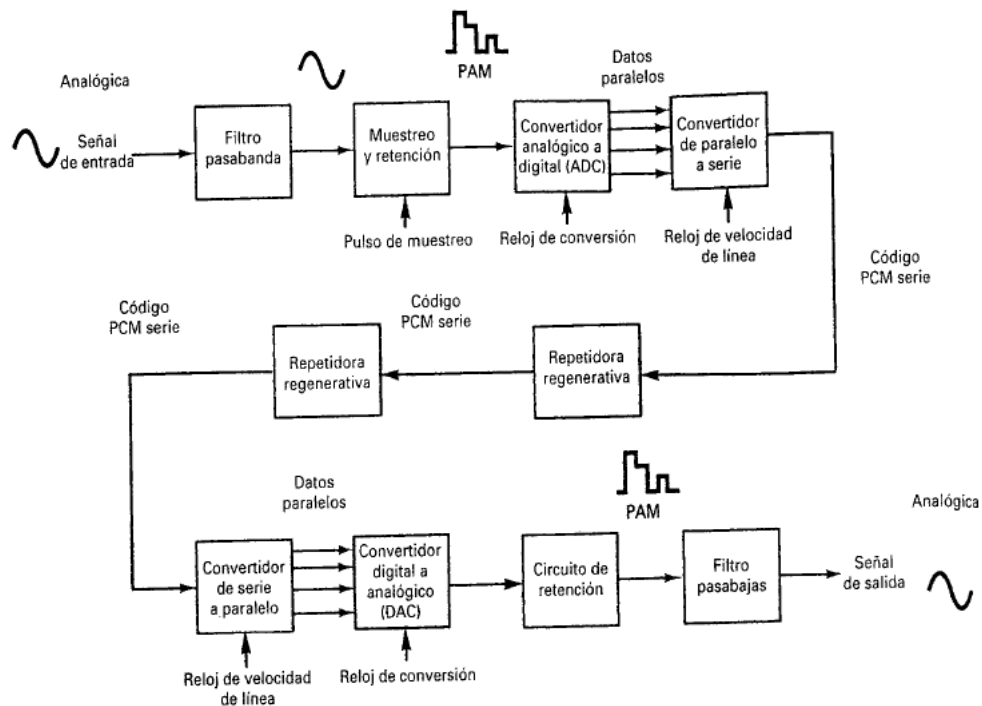 Analógica
PAM
Datos
paralelos
Señal
de entrada
Filtro
pasabanda
Muestreo
y retención
Convertidor
analógico a
digital (ADC)
Convertidor
de paralelo
a serie
Pulso de muestreo
Reloj de conversión
Reloj de velocidad
de línea
Código
PCM serie
Código
PCM serie
Código
PCM serie
Repetidora
regenerativa
Repetidora
regenerativa
Datos
paralelos
PAM
Analógica
Convertidor
de serie
a paralelo
Convertidor
digital a
analógico
(DAC)
Circuito de
retención
Filtro
pasabajas
Señal
de salida
Reloj de velocidad
de línea
Reloj de conversión